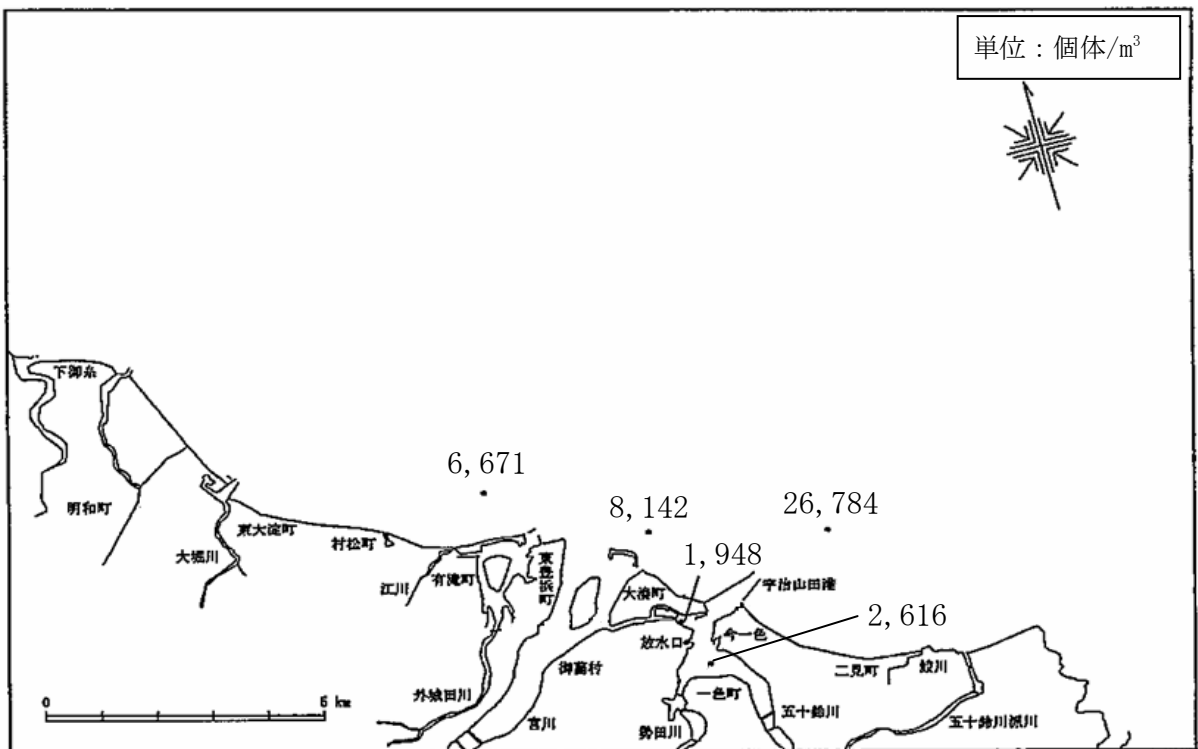 単位：個体/m³
下御糸
6,671
明和町
8,142
26,784
東大淀町
村松町
大堀川
1,948
江川
有滝町
東豊浜町
大湊町
宇治山田港
2,616
放水口
今一色
御薗村
二見町
鮫川
0
5 km
外城田川
宮川
一色町
勢田川
五十鈴川
五十鈴川派川